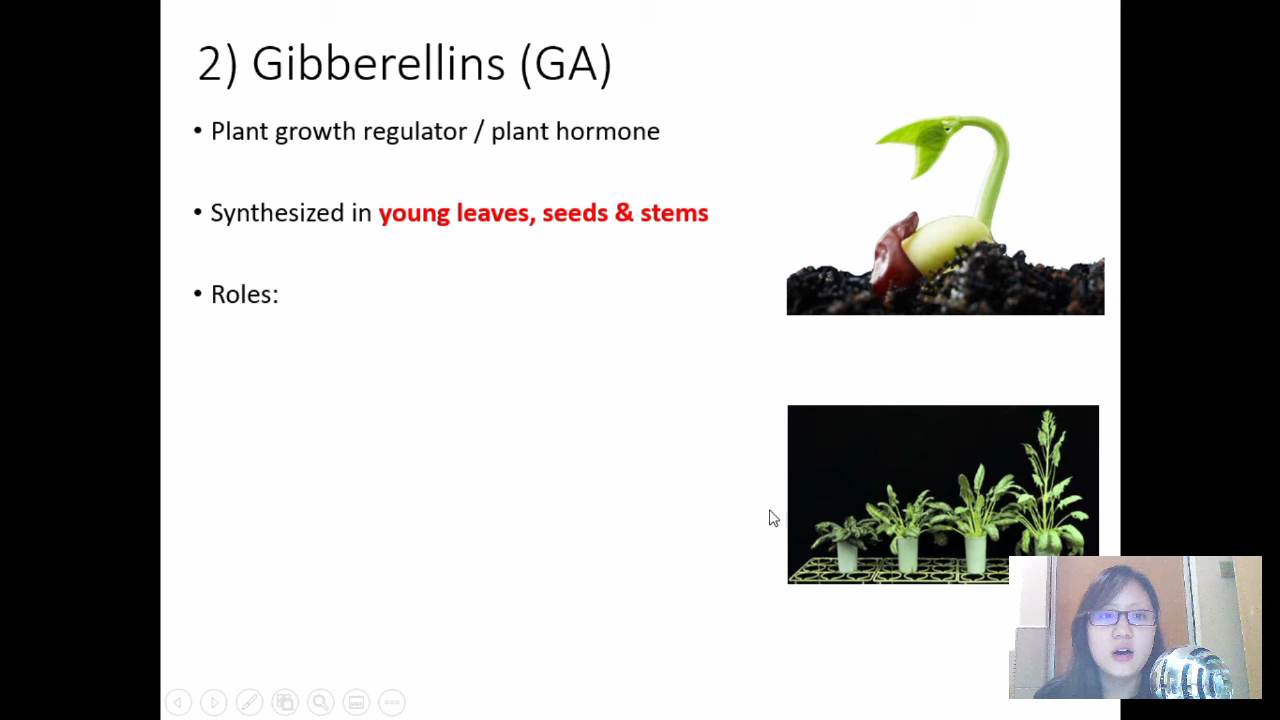 2) Gibberellins (GA)
• Plant growth regulator / plant hormone
• Synthesized in young leaves, seeds & stems
• Roles: